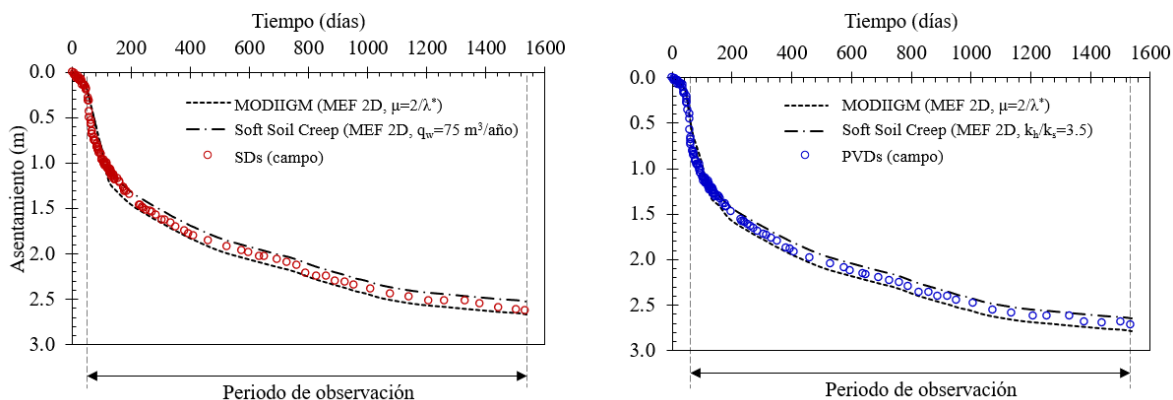 Tiempo (días)
0 200 400 600 800 1000 1200 1400 1600
0.0
0.5
1.0
1.5
2.0
2.5
3.0
Asentamiento (m)
MODIIGM (MEF 2D, μ=2/λ*)
Soft Soil Creep (MEF 2D, qw=75 m³/año)
SDs (campo)
Periodo de observación
Tiempo (días)
0 200 400 600 800 1000 1200 1400 1600
0.0
0.5
1.0
1.5
2.0
2.5
3.0
MODIIGM (MEF 2D, μ=2/λ*)
Soft Soil Creep (MEF 2D, kh/ks=3.5)
PVDs (campo)
Periodo de observación